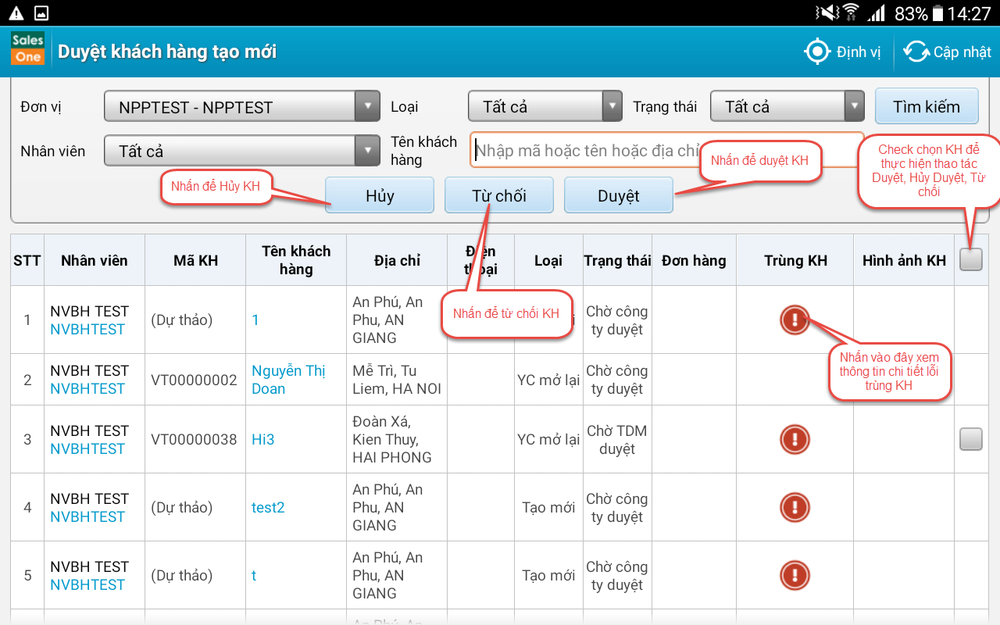 83% 14:27
Sales
One
Duyệt khách hàng tạo mới
Định vị
Cập nhật
Đơn vị
NPPTEST - NPPTEST
Loại
Tất cả
Trạng thái
Tất cả
Tìm kiếm
Nhân viên
Tất cả
Tên khách
hàng
Nhập mã hoặc tên hoặc địa chỉ
Nhấn để duyệt KH
Check chọn KH để
thực hiện thao tác
Duyệt, Hủy Duyệt, Từ
chối
Nhấn để Hủy KH
Hủy
Từ chối
Duyệt
STT
Nhân viên
Mã KH
Tên khách
hàng
Địa chỉ
Điện
thoại
Loại
Trạng thái
Đơn hàng
Trùng KH
Hình ảnh KH
1
NVBH TEST
NVBHTEST
(Dự thảo)
1
An Phú, An
Phu, AN
GIANG
Nhấn để từ chối KH
Chờ công
ty duyệt
Nhấn vào đây xem
thông tin chi tiết lỗi
trùng KH
2
NVBH TEST
NVBHTEST
VT00000002
Nguyễn Thị
Doan
Mễ Trì, Tu
Liem, HA NOI
YC mở lại
Chờ công
ty duyệt
3
NVBH TEST
NVBHTEST
VT00000038
Hi3
Đoàn Xá,
Kien Thuy,
HAI PHONG
YC mở lại
Chờ TDM
duyệt
4
NVBH TEST
NVBHTEST
(Dự thảo)
test2
An Phú, An
Phu, AN
GIANG
Tạo mới
Chờ công
ty duyệt
5
NVBH TEST
NVBHTEST
(Dự thảo)
t
An Phú, An
Phu, AN
GIANG
Tạo mới
Chờ công
ty duyệt